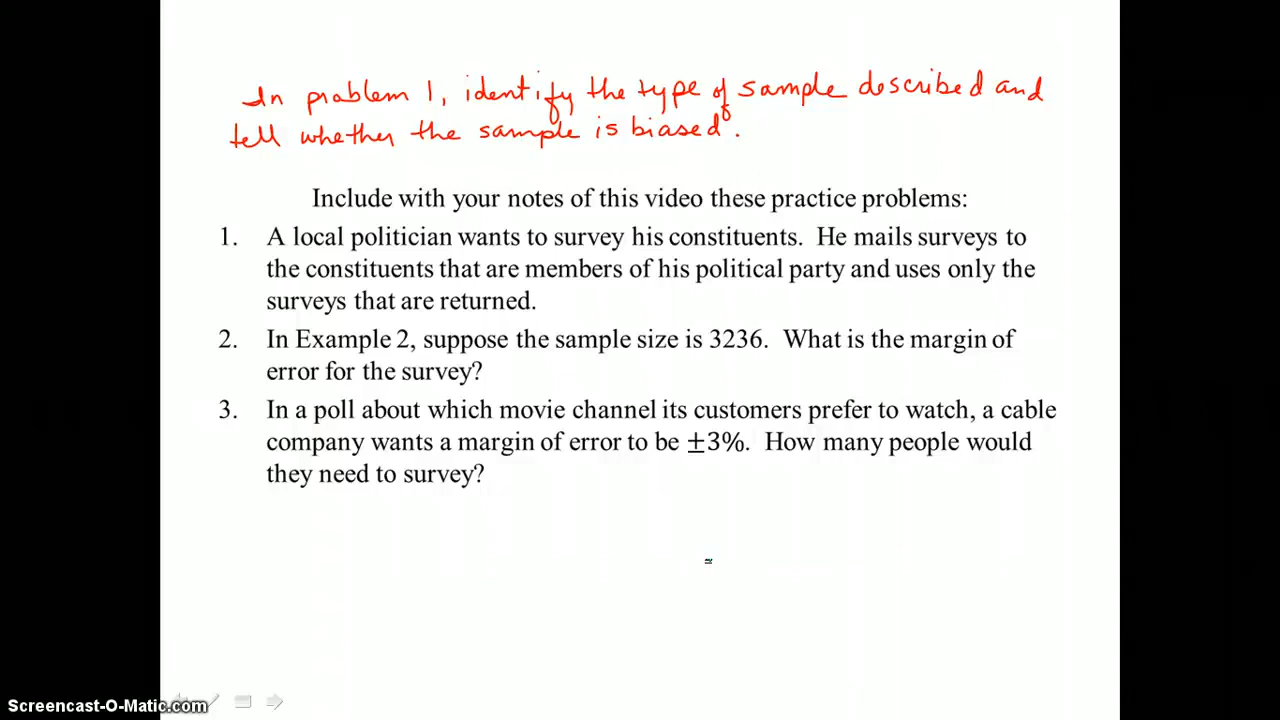 In problem 1, identify the type of sample described and
tell whether the sample is biased.
Include with your notes of this video these practice problems:
1. A local politician wants to survey his constituents. He mails surveys to
the constituents that are members of his political party and uses only the
surveys that are returned.
2. In Example 2, suppose the sample size is 3236. What is the margin of
error for the survey?
3. In a poll about which movie channel its customers prefer to watch, a cable
company wants a margin of error to be ±3%. How many people would
they need to survey?
Screencast-O-Matic.com